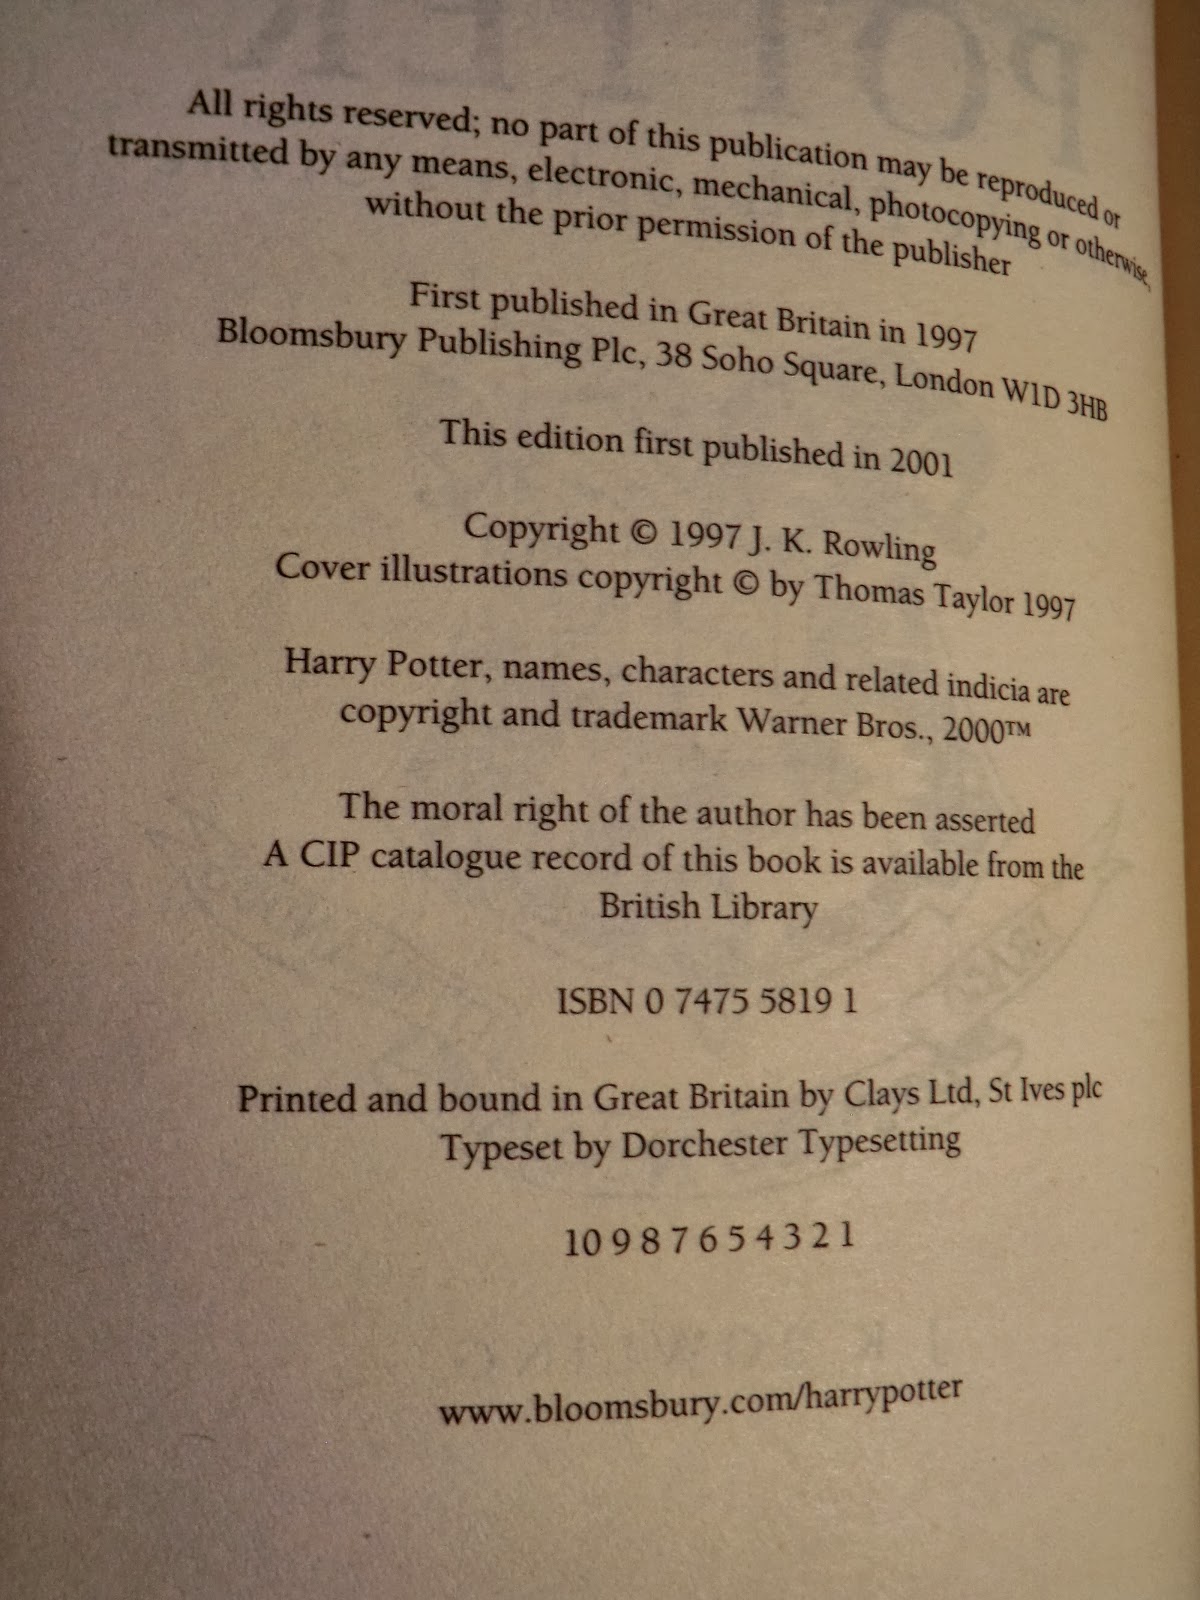 All rights reserved; no part of this publication may be reproduced or
transmitted by any means, electronic, mechanical, photocopying or otherwise,
without the prior permission of the publisher
First published in Great Britain in 1997
Bloomsbury Publishing Plc, 38 Soho Square, London W1D 3HB
This edition first published in 2001
Copyright © 1997 J. K. Rowling
Cover illustrations copyright © by Thomas Taylor 1997
Harry Potter, names, characters and related indicia are
copyright and trademark Warner Bros., 2000™
The moral right of the author has been asserted
A CIP catalogue record of this book is available from the
British Library
ISBN 0 7475 5819 1
Printed and bound in Great Britain by Clays Ltd, St Ives plc
Typeset by Dorchester Typesetting
10 9 8 7 6 5 4 3 2 1
www.bloomsbury.com/harrypotter